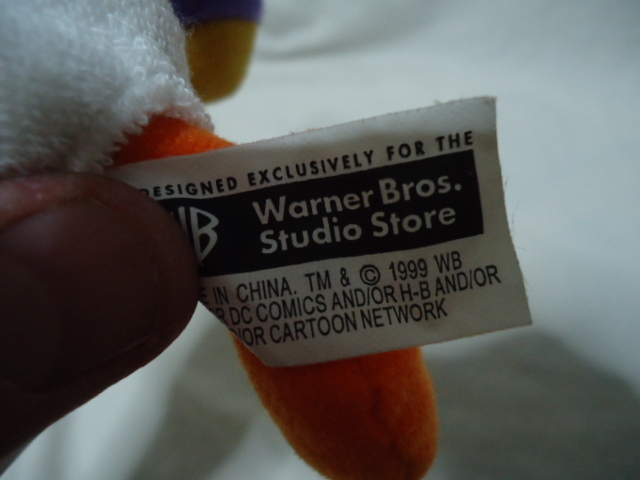 DESIGNED EXCLUSIVELY FOR THE
WB Warner Bros.
Studio Store
IN CHINA. TM & © 1999 WB
DC COMICS AND/OR H-B AND/OR
CARTOON NETWORK